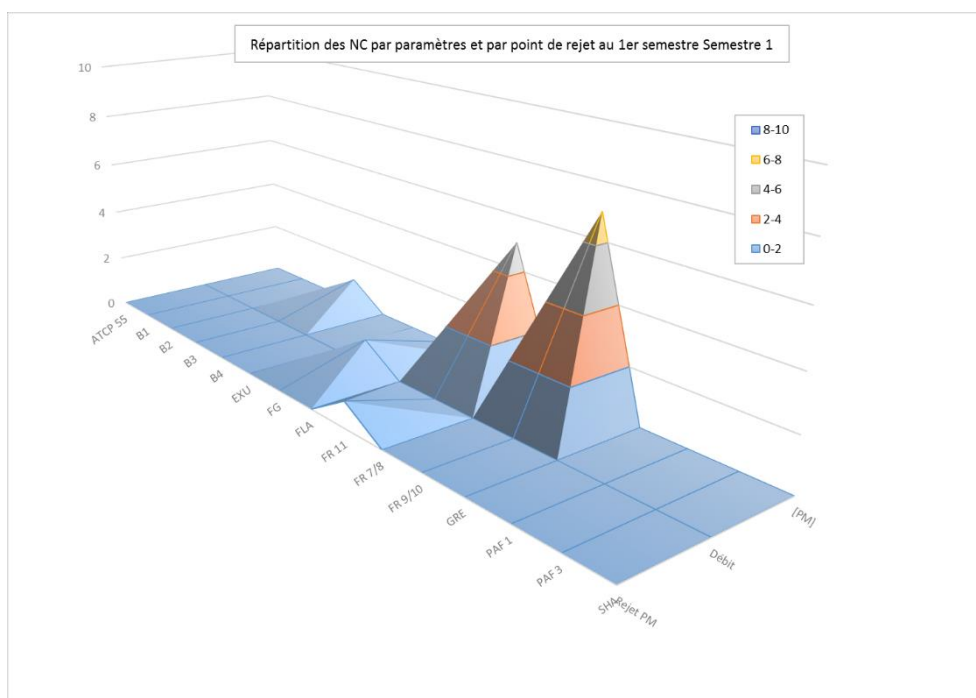 Répartition des NC par paramètres et par point de rejet au 1er semestre Semestre 1
10
8
6
4
2
0
8-10
6-8
4-6
2-4
0-2
ATCP 55
B1
B2
B3
B4
EXU
FG
FLA
FR 11
FR 7/8
FR 9/10
GRE
PAF 1
PAF 3
SHA
Rejet PM
Débit
[PM]